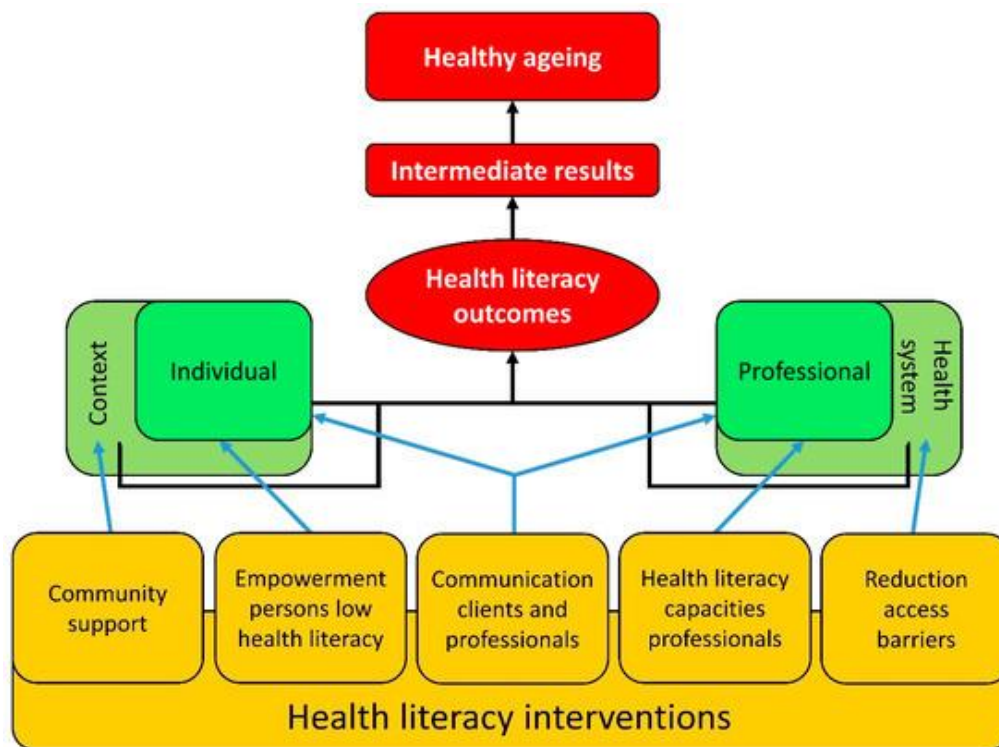 Healthy ageing
Intermediate results
Health literacy
outcomes
Context
Individual
Professional
Health
system
Community
support
Empowerment
persons low
health literacy
Communication
clients and
professionals
Health literacy
capacities
professionals
Reduction
access
barriers
Health literacy interventions